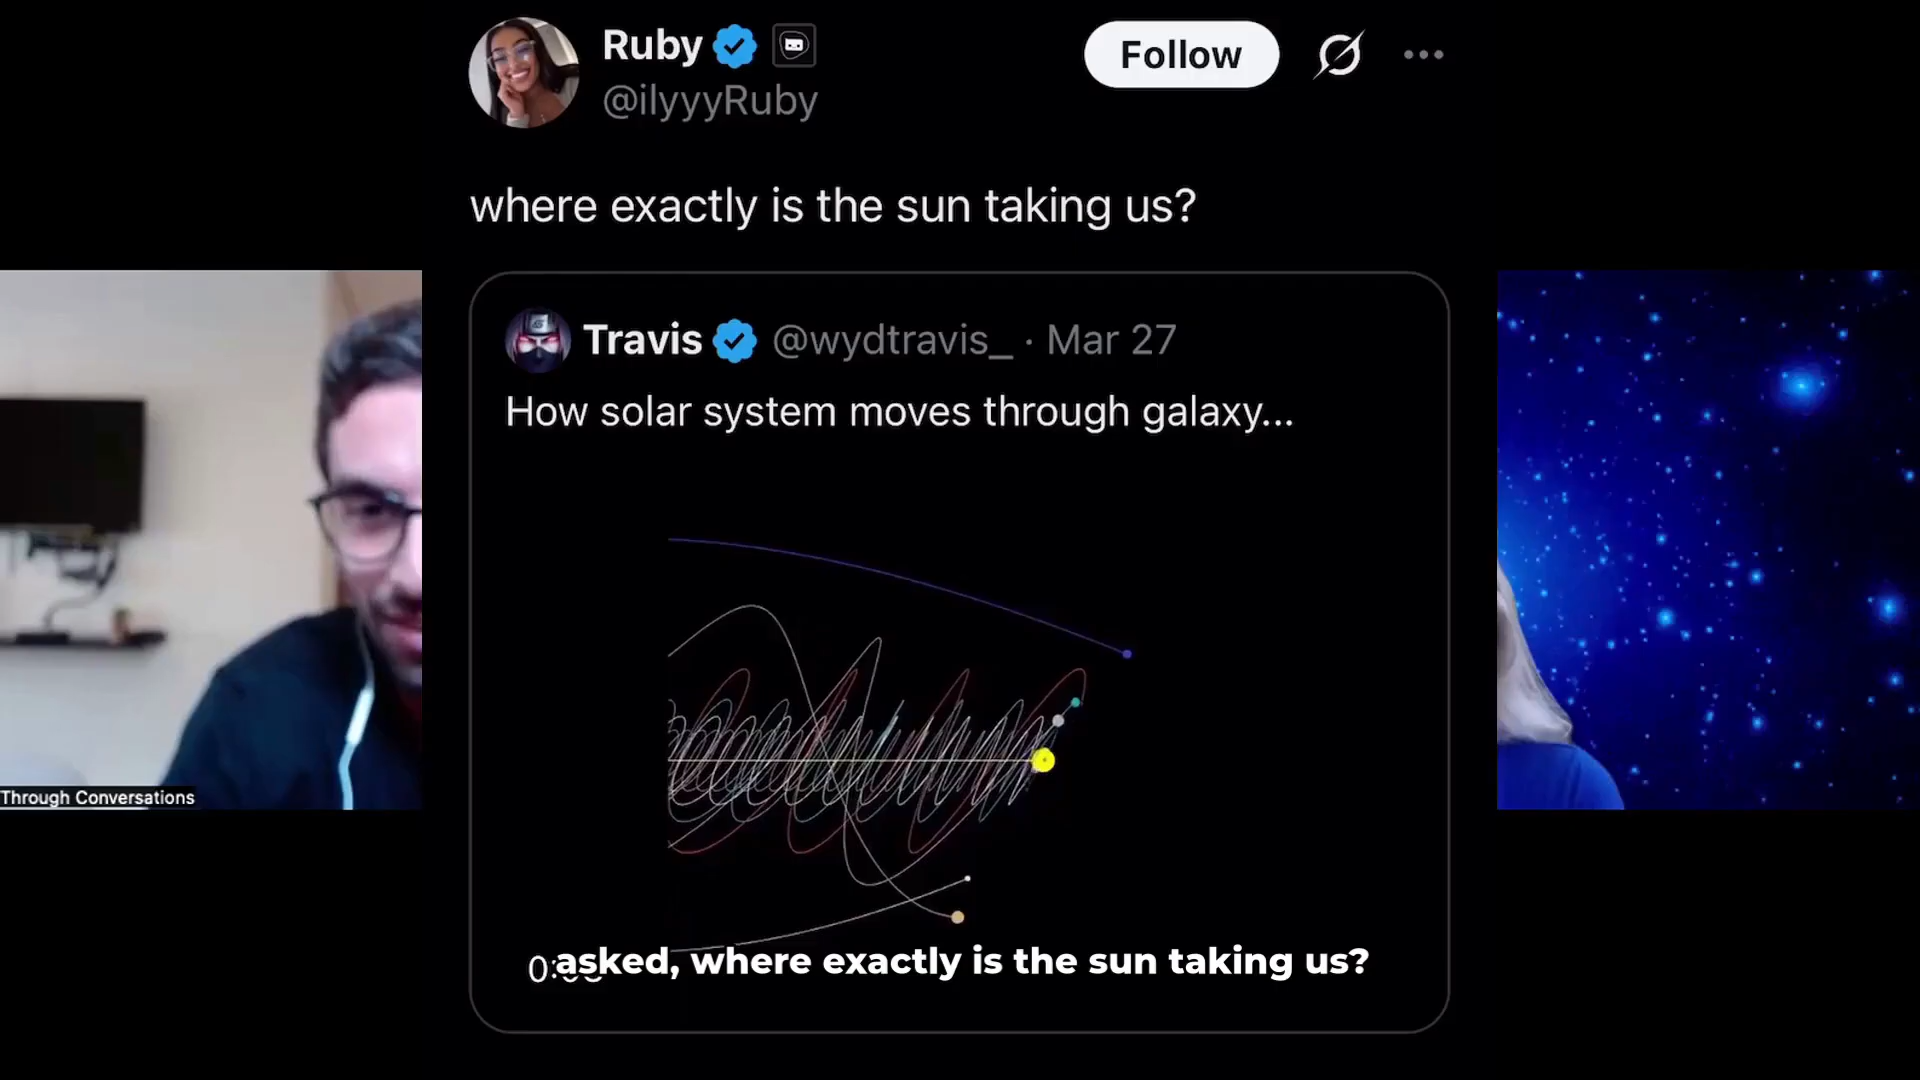 Ruby
@ilyyyRuby
Follow
where exactly is the sun taking us?
Travis @wydtravis_ · Mar 27
How solar system moves through galaxy...
asked, where exactly is the sun taking us?
Through Conversations